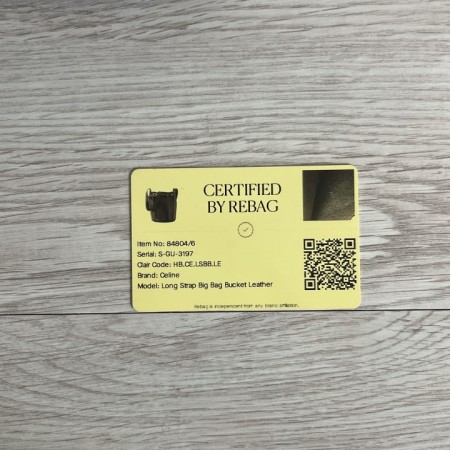 CERTIFIED
BY REBAG
Item No: 84804/6
Serial: S-GU-3197
Clair Code: HB.CE.LSBB.LE
Brand: Celine
Model: Long Strap Big Bag Bucket Leather
Rebag is independent from any brand affiliation.